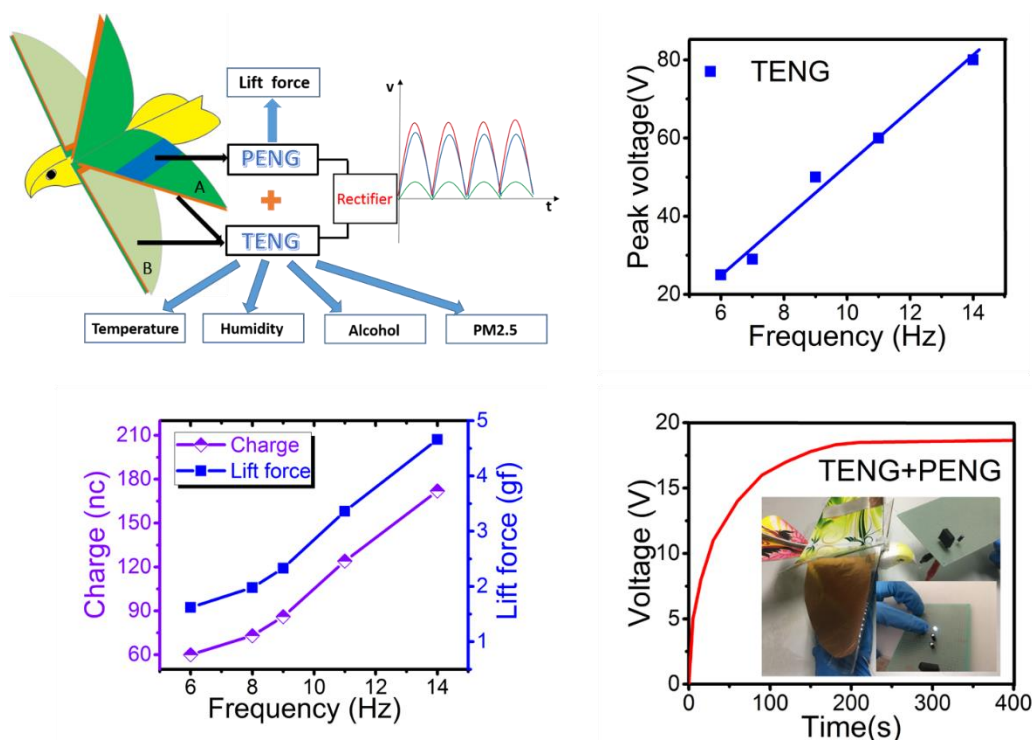 Lift force
PENG
TENG
Rectifier
A
B
v
t
Temperature
Humidity
Alcohol
PM2.5
TENG
Peak voltage(V)
80
60
40
20
6 8 10 12 14
Frequency (Hz)
Charge
Lift force
Charge (nc)
210
180
150
120
90
60
Lift force (gf)
5
4
3
2
1
6 8 10 12 14
Frequency (Hz)
TENG+PENG
Voltage (V)
20
15
10
5
0
0 100 200 300 400
Time(s)